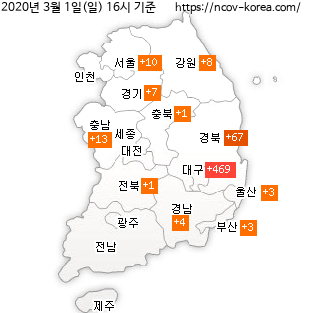 2020년 3월 1일(일) 16시 기준 https://ncov-korea.com/
서울 +10
강원 +8
인천
경기 +7
충북 +1
충남 +13
세종
대전
경북 +67
대구 +469
전북 +1
울산 +3
경남 +4
부산 +3
광주
전남
제주